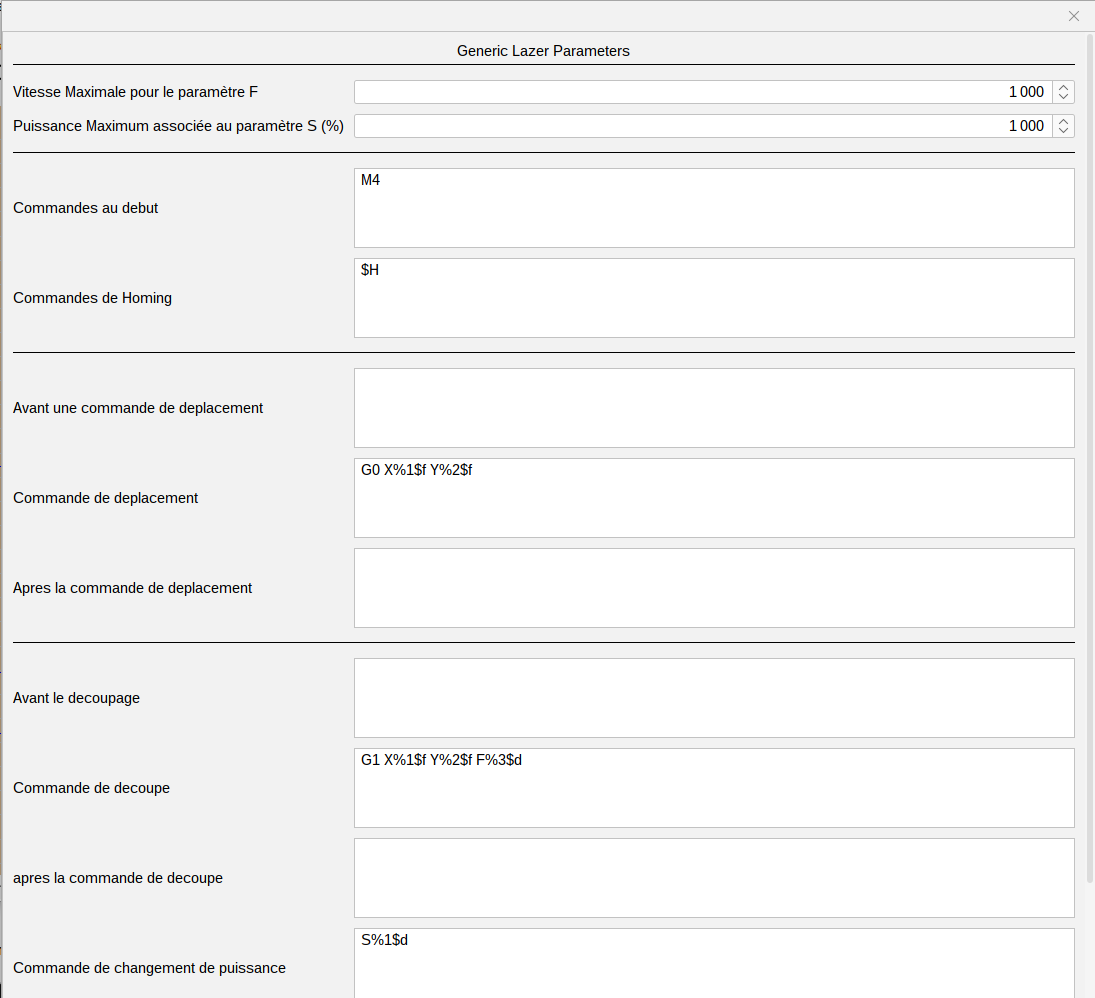 Generic Lazer Parameters
Vitesse Maximale pour le paramètre F 1 000
Puissance Maximum associée au paramètre S (%) 1 000
M4
Commandes au debut
$H
Commandes de Homing
Avant une commande de deplacement
G0 X%1$f Y%2$f
Commande de deplacement
Apres la commande de deplacement
Avant le decoupage
G1 X%1$f Y%2$f F%3$d
Commande de decoupe
apres la commande de decoupe
S%1$d
Commande de changement de puissance